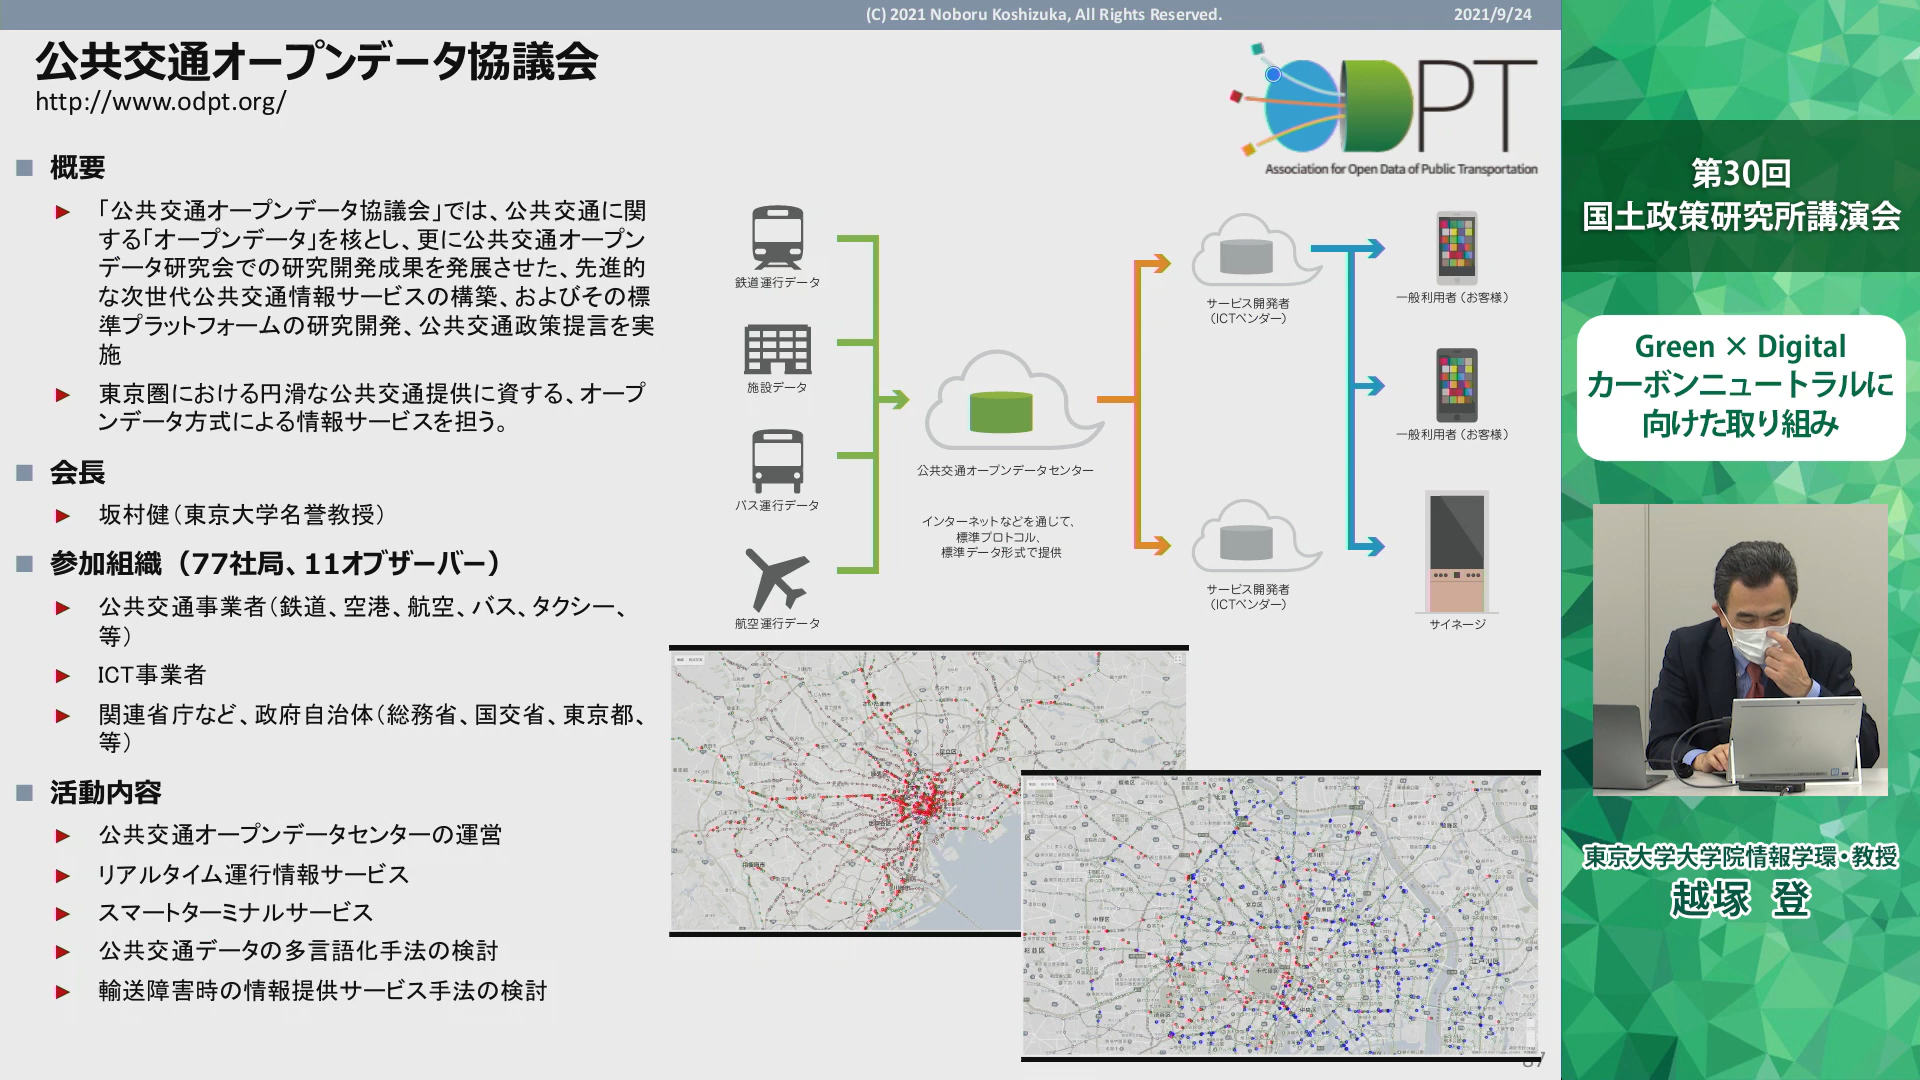 (C) 2021 Noboru Koshizuka, All Rights Reserved.
2021/9/24
公共交通オープンデータ協議会
http://www.odpt.org/
DPT
Association for Open Data of Public Transportation
概要
「公共交通オープンデータ協議会」では、公共交通に関
する「オープンデータ」を核とし、更に公共交通オープン
データ研究会での研究開発成果を発展させた、先進的
な次世代公共交通情報サービスの構築、およびその標
準プラットフォームの研究開発、公共交通政策提言を実
施
東京圏における円滑な公共交通提供に資する、オープ
ンデータ方式による情報サービスを担う。
会長
坂村健（東京大学名誉教授）
参加組織（77社局、11オブザーバー）
公共交通事業者（鉄道、空港、航空、バス、タクシー、
等）
ICT事業者
関連省庁など、政府自治体（総務省、国交省、東京都、
等）
活動内容
公共交通オープンデータセンターの運営
リアルタイム運行情報サービス
スマートターミナルサービス
公共交通データの多言語化手法の検討
輸送障害時の情報提供サービス手法の検討
鉄道運行データ
施設データ
バス運行データ
航空運行データ
公共交通オープンデータセンター
インターネットなどを通じて、
標準プロトコル、
標準データ形式で提供
サービス開発者
（ICTベンダー）
サービス開発者
（ICTベンダー）
一般利用者（お客様）
一般利用者（お客様）
サイネージ
第30回
国土政策研究所講演会
Green × Digital
カーボンニュートラルに
向けた取り組み
東京大学大学院情報学環・教授
越塚 登